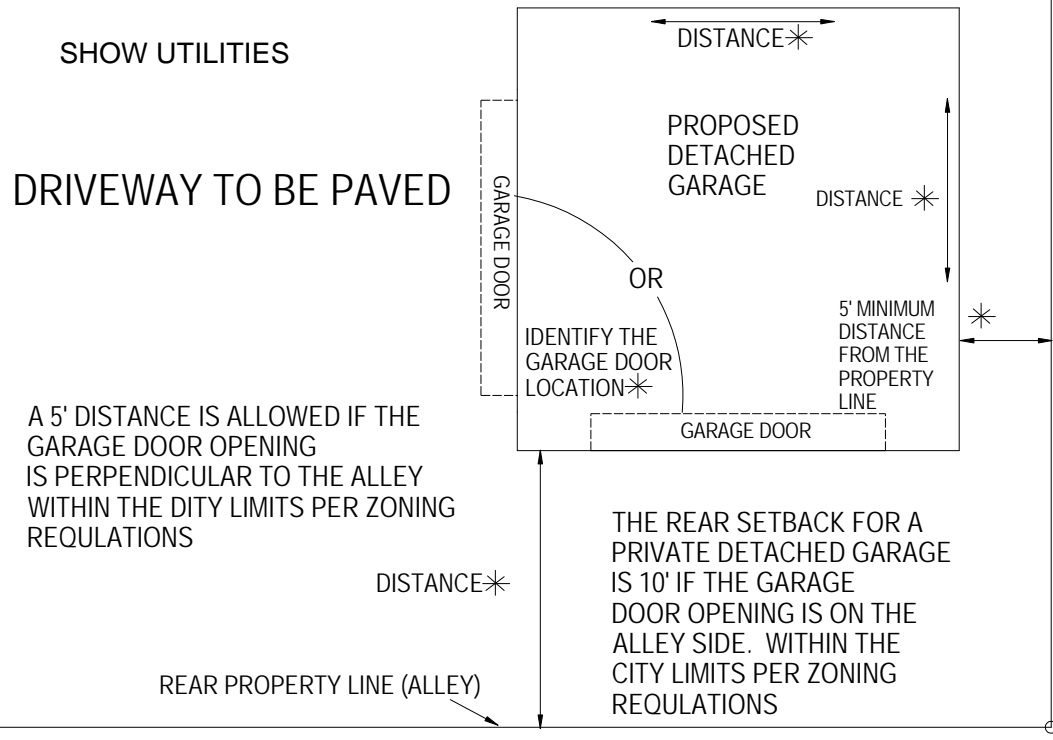 SHOW UTILITIES
DISTANCE*
DRIVEWAY TO BE PAVED
GARAGE DOOR
PROPOSED
DETACHED
GARAGE
DISTANCE *
OR
IDENTIFY THE
GARAGE DOOR
LOCATION*
5' MINIMUM
DISTANCE
FROM THE
PROPERTY
LINE
*
GARAGE DOOR
A 5' DISTANCE IS ALLOWED IF THE
GARAGE DOOR OPENING
IS PERPENDICULAR TO THE ALLEY
WITHIN THE DITY LIMITS PER ZONING
REQULATIONS
DISTANCE*
THE REAR SETBACK FOR A
PRIVATE DETACHED GARAGE
IS 10' IF THE GARAGE
DOOR OPENING IS ON THE
ALLEY SIDE. WITHIN THE
CITY LIMITS PER ZONING
REQULATIONS
REAR PROPERTY LINE (ALLEY)